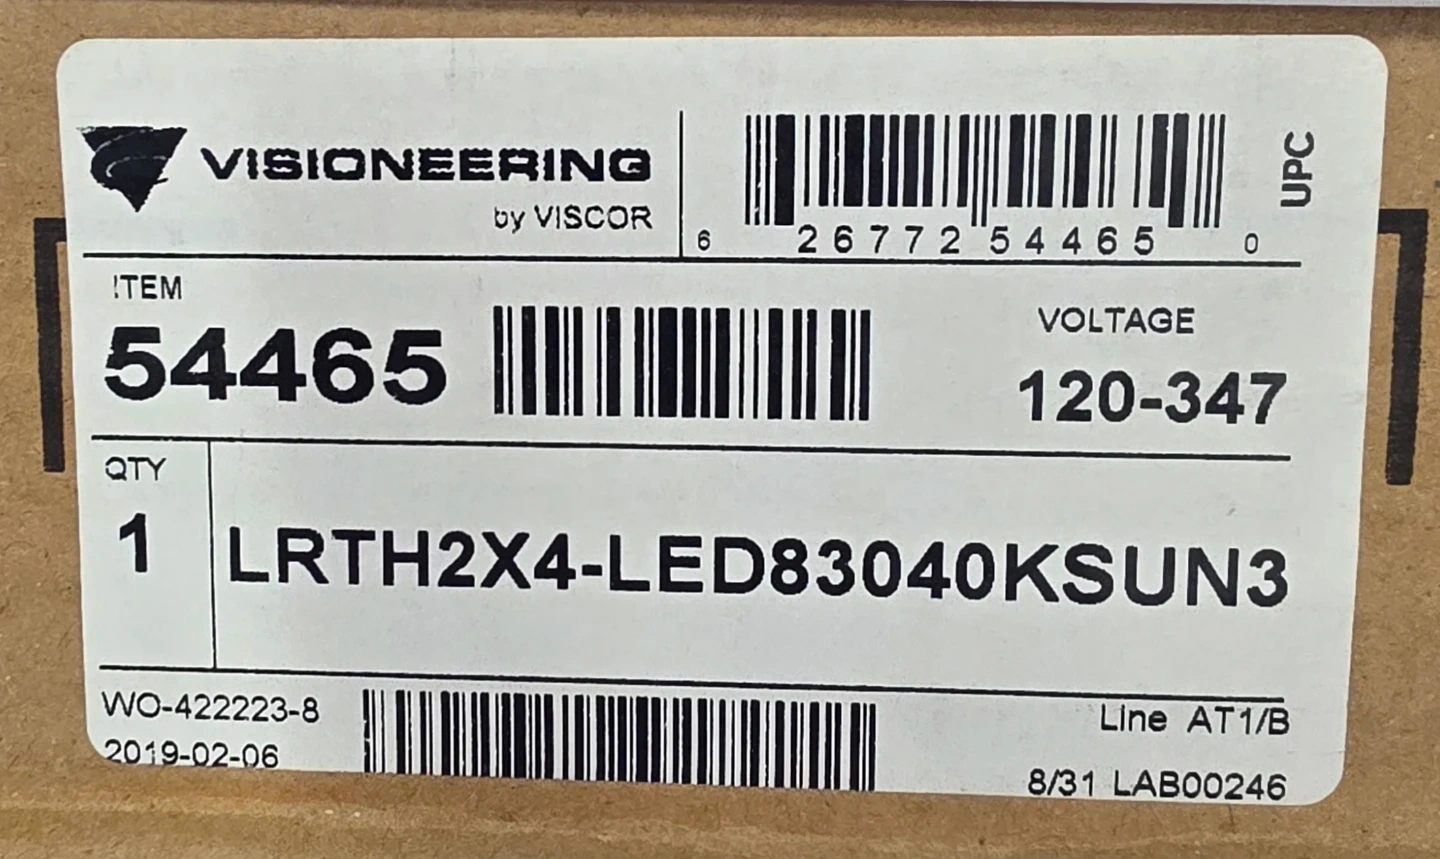 VISIONEERING
by VISCOR
6 26772 54465 0
UPC
ITEM
54465
VOLTAGE
120-347
QTY
1
LRTH2X4-LED83040KSUN3
WO-422223-8
2019-02-06
Line AT1/B
8/31 LAB00246